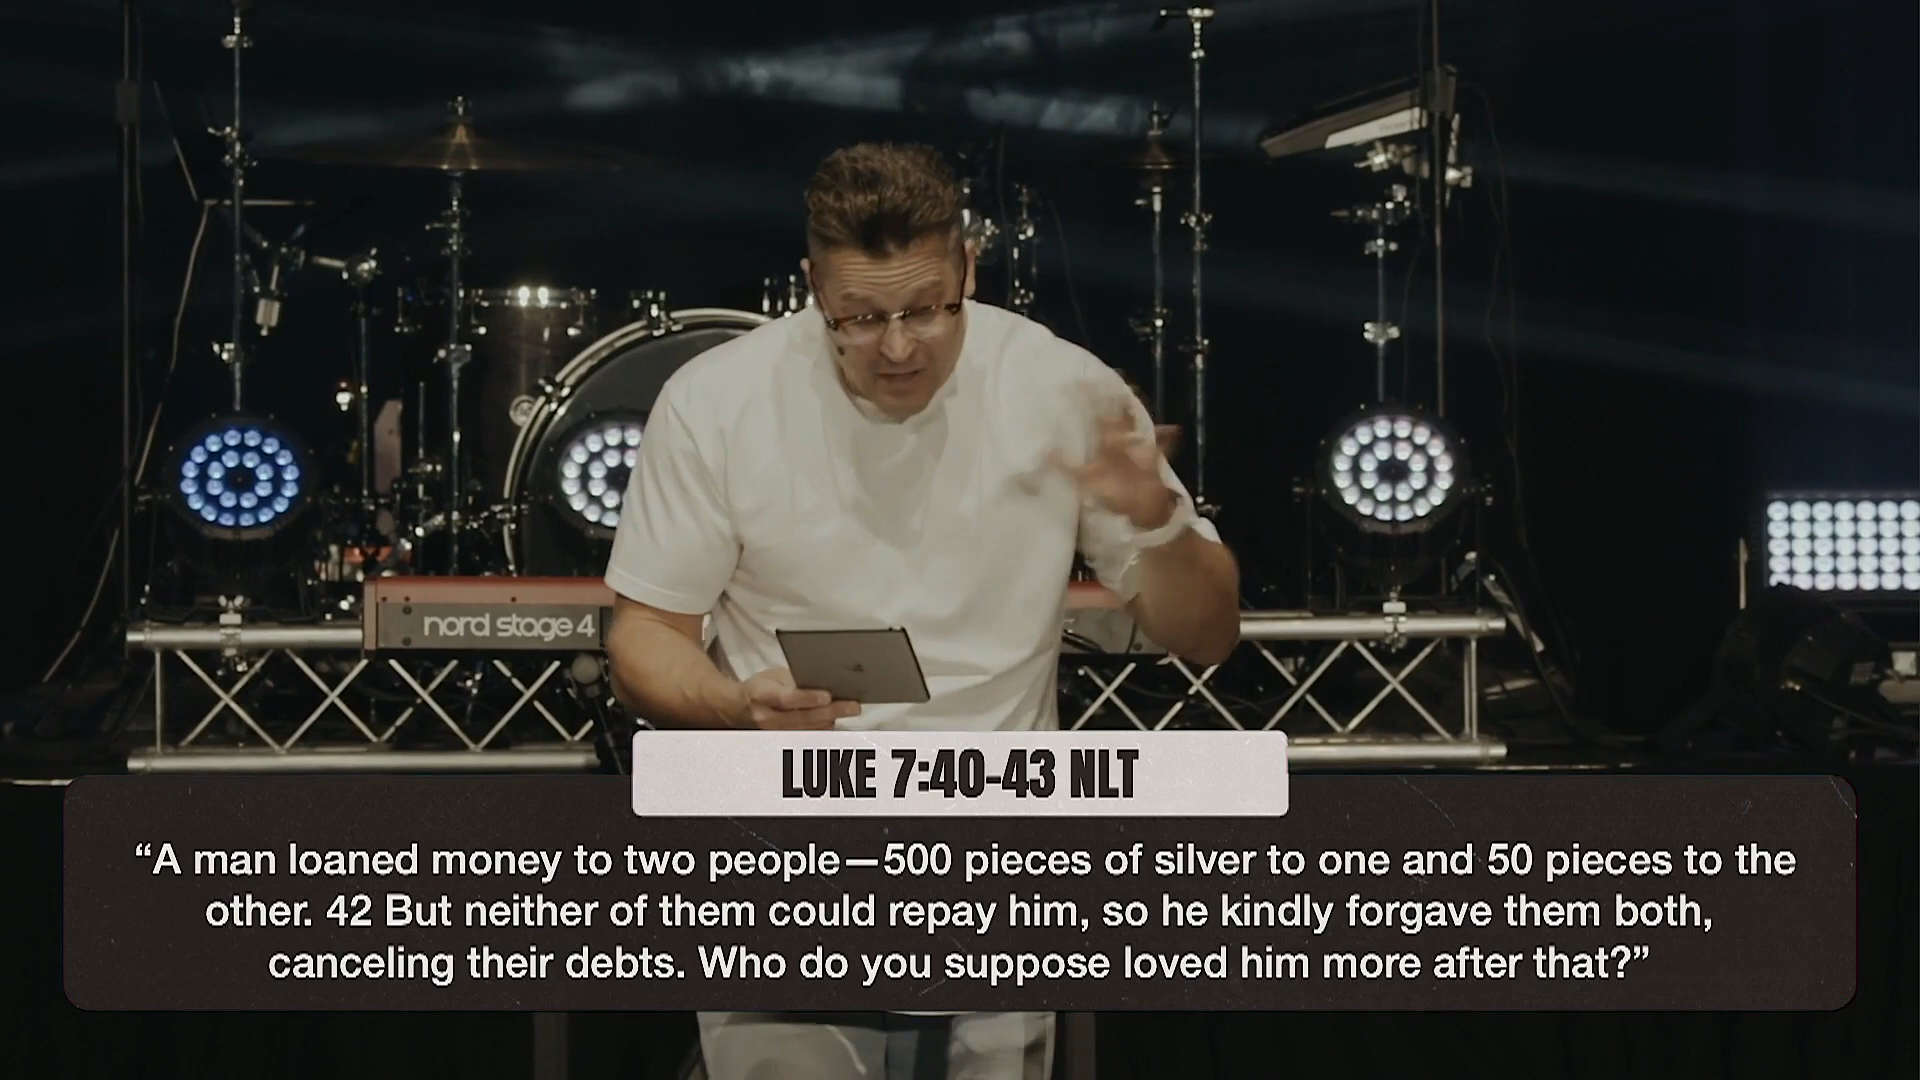 nord stage 4
LUKE 7:40-43 NLT
“A man loaned money to two people—500 pieces of silver to one and 50 pieces to the
other. 42 But neither of them could repay him, so he kindly forgave them both,
canceling their debts. Who do you suppose loved him more after that?”